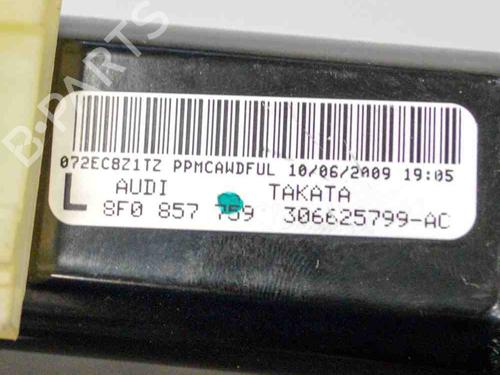 072EC8Z1TZ PPMCAWDFUL 10/06/2009 19:05
L AUDI TAKATA
8F0 857 759 306625799-AC
B-PARTS